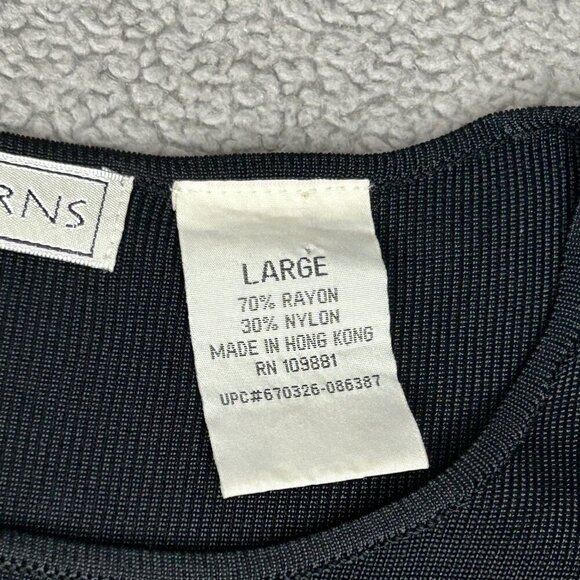 RNS
LARGE
70% RAYON
30% NYLON
MADE IN HONG KONG
RN 109881
UPC#670326-086387